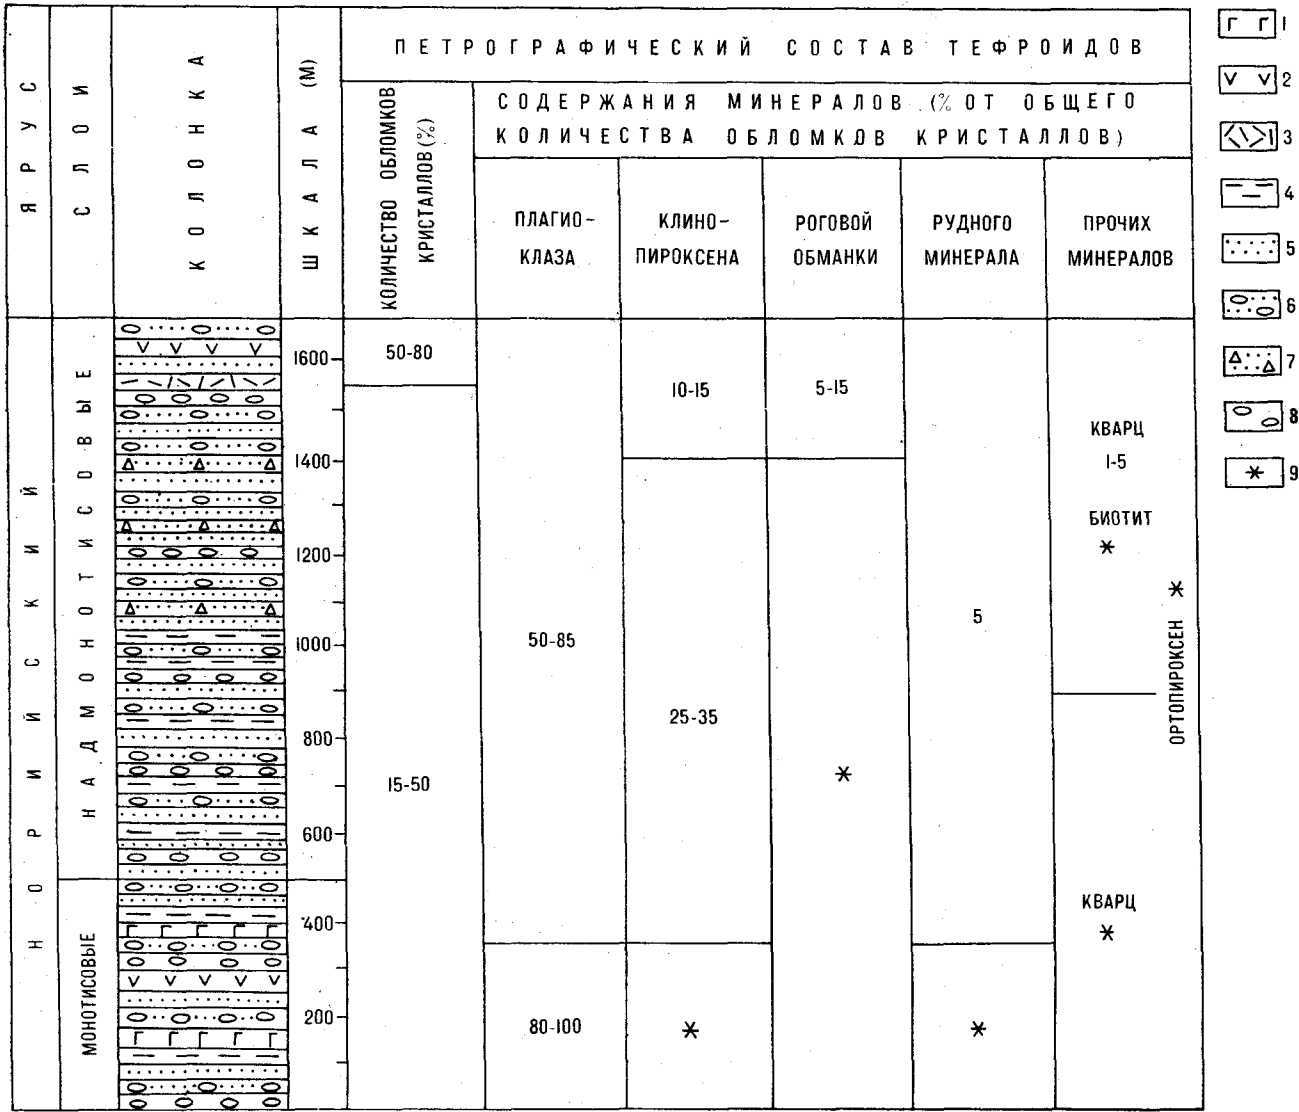 ЯРУС
СЛОИ
КОЛОНКА
ШКАЛА (М)
ПЕТРОГРАФИЧЕСКИЙ СОСТАВ ТЕФРОИДОВ
КОЛИЧЕСТВО ОБЛОМКОВ
КРИСТАЛЛОВ (%)
СОДЕРЖАНИЯ МИНЕРАЛОВ (% ОТ ОБЩЕГО
КОЛИЧЕСТВА ОБЛОМКОВ КРИСТАЛЛОВ)
ПЛАГИО-
КЛАЗА
КЛИНО-
ПИРОКСЕНА
РОГОВОЙ
ОБМАНКИ
РУДНОГО
МИНЕРАЛА
ПРОЧИХ
МИНЕРАЛОВ
НОРИЙСКИЙ
НАДМОНОТИСОВЫЕ
МОНОТИСОВЫЕ
1600
1400
1200
1000
800
600
400
200
50-80
15-50
50-85
80-100
10-15
25-35
*
5-15
*
5
*
КВАРЦ
1-5
БИОТИТ
*
ОРТОПИРОКСЕН *
КВАРЦ
*
1
2
3
4
5
6
7
8
* 9